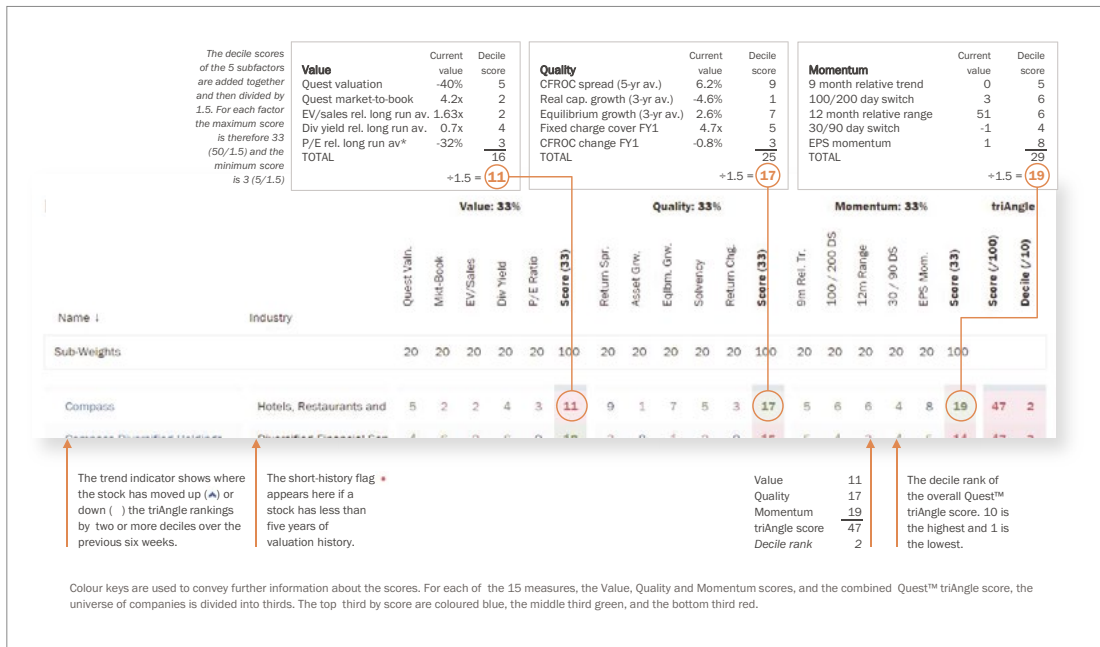 The decile scores
of the 5 subfactors
are added together
and then divided by
1.5. For each factor
the maximum score
is therefore 33
(50/1.5) and the
minimum score
is 3 (5/1.5)
Current Decile
Value value score
Quest valuation -40% 5
Quest market-to-book 4.2x 2
EV/sales rel. long run av. 1.63x 2
Div yield rel. long run av. 0.7x 4
P/E rel. long run av* -32% 3
TOTAL 16
÷1.5 = 11
Current Decile
Quality value score
CFROC spread (5-yr av.) 6.2% 9
Real cap. growth (3-yr av.) -4.6% 1
Equilibrium growth (3-yr av.) 2.6% 7
Fixed charge cover FY1 4.7x 5
CFROC change FY1 -0.8% 3
TOTAL 25
÷1.5 = 17
Current Decile
Momentum value score
9 month relative trend 0 5
100/200 day switch 3 6
12 month relative range 51 6
30/90 day switch -1 4
EPS momentum 1 8
TOTAL 29
÷1.5 = 19
Value: 33% Quality: 33% Momentum: 33% triAngle
Name ↓ Industry Quest Valn. Mkt-Book EV/Sales Div Yield P/E Ratio Score (33) Return Spr. Asset Grw. Eqlbm. Grw. Solvency Return Chg. Score (33) 9m Rel. Tr. 100 / 200 DS 12m Range 30 / 90 DS EPS Mom. Score (33) Score (/100) Decile (/10)
Sub-Weights 20 20 20 20 20 100 20 20 20 20 20 100 20 20 20 20 20 100
Compass Hotels, Restaurants and 5 2 2 4 3 11 9 1 7 5 3 17 5 6 6 4 8 19 47 2
The trend indicator shows where
the stock has moved up (▲) or
down ( ) the triAngle rankings
by two or more deciles over the
previous six weeks.
The short-history flag *
appears here if a
stock has less than
five years of
valuation history.
Value 11
Quality 17
Momentum 19
triAngle score 47
Decile rank 2
The decile rank of
the overall Quest™
triAngle score. 10 is
the highest and 1 is
the lowest.
Colour keys are used to convey further information about the scores. For each of the 15 measures, the Value, Quality and Momentum scores, and the combined Quest™ triAngle score, the
universe of companies is divided into thirds. The top third by score are coloured blue, the middle third green, and the bottom third red.